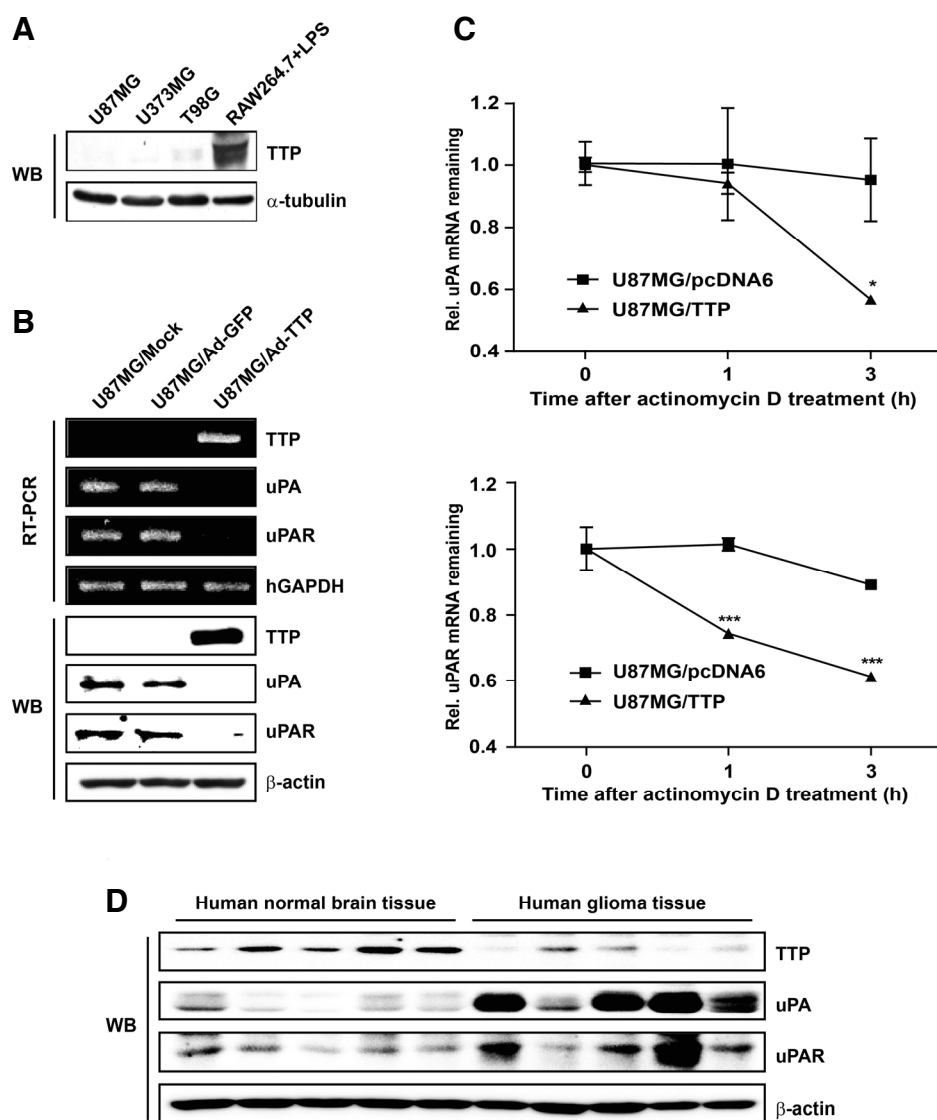 A
U87MG
U373MG
T98G
RAW264.7+LPS
WB
TTP
α-tubulin
B
U87MG/Mock
U87MG/Ad-GFP
U87MG/Ad-TTP
RT-PCR
TTP
uPA
uPAR
hGAPDH
WB
TTP
uPA
uPAR
β-actin
C
Rel. uPA mRNA remaining
1.2
1.0
0.8
0.6
0.4
U87MG/pcDNA6
U87MG/TTP
*
0 1 3
Time after actinomycin D treatment (h)
Rel. uPAR mRNA remaining
1.2
1.0
0.8
0.6
0.4
***
***
U87MG/pcDNA6
U87MG/TTP
0 1 3
Time after actinomycin D treatment (h)
D
Human normal brain tissue
Human glioma tissue
WB
TTP
uPA
uPAR
β-actin